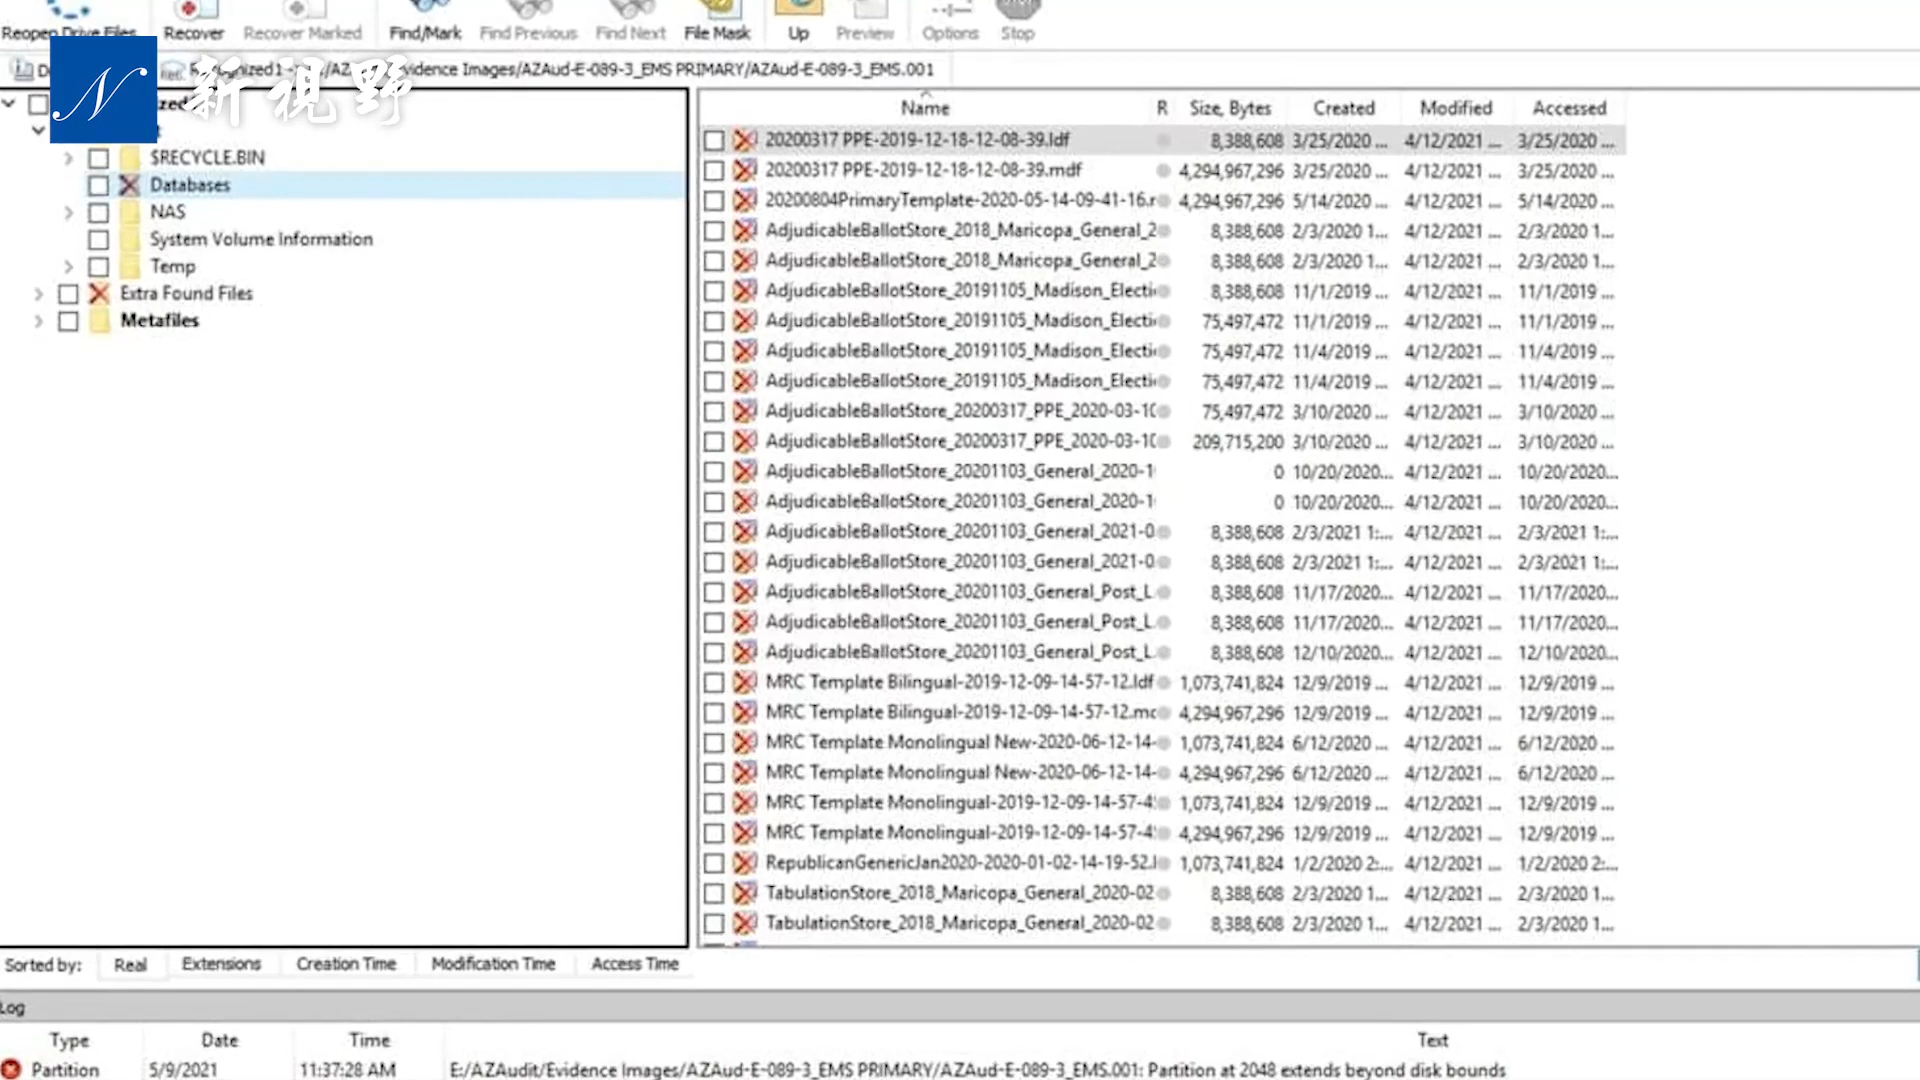 Reopen Drive Files Recover Recover Marked Find/Mark Find Previous Find Next File Mask Up Preview Options Stop
Recognized1 Evidence Images/AZAud-E-089-3_EMS PRIMARY/AZAud-E-089-3_EMS.001
N 新视野
$RECYCLE.BIN
Databases
NAS
System Volume Information
Temp
Extra Found Files
Metafiles
Name R Size, Bytes Created Modified Accessed
20200317 PPE-2019-12-18-12-08-39.ldf 8,388,608 3/25/2020 ... 4/12/2021 ... 3/25/2020 ...
20200317 PPE-2019-12-18-12-08-39.mdf 4,294,967,296 3/25/2020 ... 4/12/2021 ... 3/25/2020 ...
20200804PrimaryTemplate-2020-05-14-09-41-16.r 4,294,967,296 5/14/2020 ... 4/12/2021 ... 5/14/2020 ...
AdjudicableBallotStore_2018_Maricopa_General_2 8,388,608 2/3/2020 1... 4/12/2021 ... 2/3/2020 1...
AdjudicableBallotStore_2018_Maricopa_General_2 8,388,608 2/3/2020 1... 4/12/2021 ... 2/3/2020 1...
AdjudicableBallotStore_20191105_Madison_Electi 8,388,608 11/1/2019 ... 4/12/2021 ... 11/1/2019 ...
AdjudicableBallotStore_20191105_Madison_Electi 75,497,472 11/1/2019 ... 4/12/2021 ... 11/1/2019 ...
AdjudicableBallotStore_20191105_Madison_Electi 75,497,472 11/4/2019 ... 4/12/2021 ... 11/4/2019 ...
AdjudicableBallotStore_20191105_Madison_Electi 75,497,472 11/4/2019 ... 4/12/2021 ... 11/4/2019 ...
AdjudicableBallotStore_20200317_PPE_2020-03-10 75,497,472 3/10/2020 ... 4/12/2021 ... 3/10/2020 ...
AdjudicableBallotStore_20200317_PPE_2020-03-10 209,715,200 3/10/2020 ... 4/12/2021 ... 3/10/2020 ...
AdjudicableBallotStore_20201103_General_2020-1 0 10/20/2020... 4/12/2021 ... 10/20/2020...
AdjudicableBallotStore_20201103_General_2020-1 0 10/20/2020... 4/12/2021 ... 10/20/2020...
AdjudicableBallotStore_20201103_General_2021-0 8,388,608 2/3/2021 1:... 4/12/2021 ... 2/3/2021 1:...
AdjudicableBallotStore_20201103_General_2021-0 8,388,608 2/3/2021 1:... 4/12/2021 ... 2/3/2021 1:...
AdjudicableBallotStore_20201103_General_Post_L 8,388,608 11/17/2020... 4/12/2021 ... 11/17/2020...
AdjudicableBallotStore_20201103_General_Post_L 8,388,608 11/17/2020... 4/12/2021 ... 11/17/2020...
AdjudicableBallotStore_20201103_General_Post_L 8,388,608 12/10/2020... 4/12/2021 ... 12/10/2020...
MRC Template Bilingual-2019-12-09-14-57-12.ldf 1,073,741,824 12/9/2019 ... 4/12/2021 ... 12/9/2019 ...
MRC Template Bilingual-2019-12-09-14-57-12.mc 4,294,967,296 12/9/2019 ... 4/12/2021 ... 12/9/2019 ...
MRC Template Monolingual New-2020-06-12-14- 1,073,741,824 6/12/2020 ... 4/12/2021 ... 6/12/2020 ...
MRC Template Monolingual New-2020-06-12-14- 4,294,967,296 6/12/2020 ... 4/12/2021 ... 6/12/2020 ...
MRC Template Monolingual-2019-12-09-14-57-4 1,073,741,824 12/9/2019 ... 4/12/2021 ... 12/9/2019 ...
MRC Template Monolingual-2019-12-09-14-57-4 4,294,967,296 12/9/2019 ... 4/12/2021 ... 12/9/2019 ...
RepublicanGenericJan2020-2020-01-02-14-19-52.l 1,073,741,824 1/2/2020 2:... 4/12/2021 ... 1/2/2020 2:...
TabulationStore_2018_Maricopa_General_2020-02 8,388,608 2/3/2020 1... 4/12/2021 ... 2/3/2020 1...
TabulationStore_2018_Maricopa_General_2020-02 8,388,608 2/3/2020 1... 4/12/2021 ... 2/3/2020 1...
Sorted by: Real Extensions Creation Time Modification Time Access Time
Log
Type Date Time Text
Partition 5/9/2021 11:37:28 AM E:/AZAudit/Evidence Images/AZAud-E-089-3_EMS PRIMARY/AZAud-E-089-3_EMS.001: Partition at 2048 extends beyond disk bounds